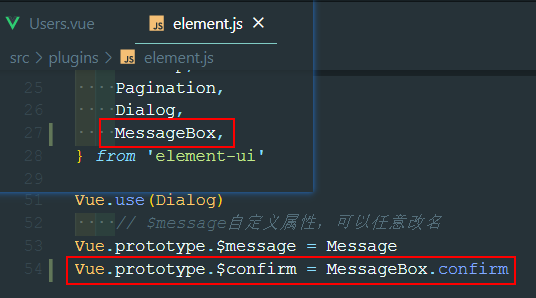 Users.vue JS element.js ×
src > plugins > JS element.js
25 Pagination,
26 Dialog,
27 MessageBox,
28 } from 'element-ui'
29
51 Vue.use(Dialog)
52 // $message自定义属性，可以任意改名
53 Vue.prototype.$message = Message
54 Vue.prototype.$confirm = MessageBox.confirm